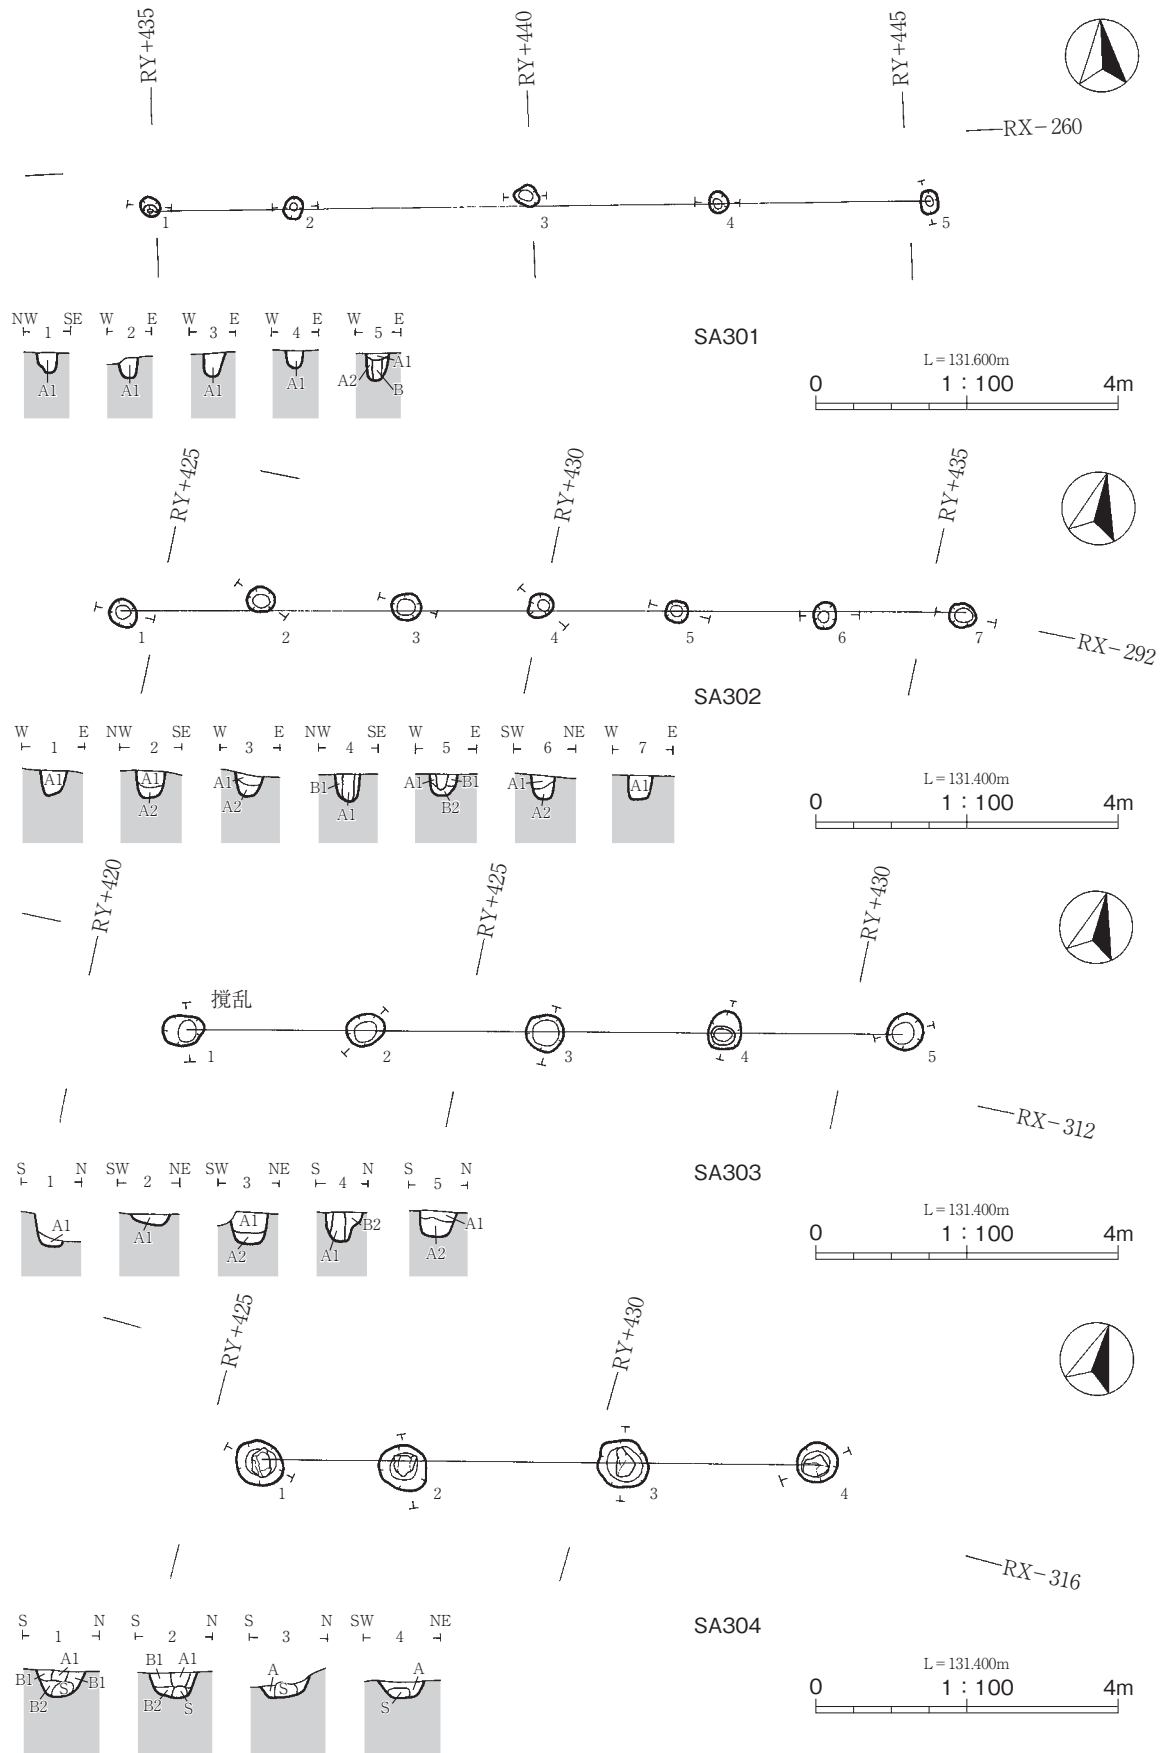 RY+435
RY+440
RY+445
RX-260
1 2 3 4 5
NW SE W E W E W E W E
1 2 3 4 5
A1 A1 A1 A1 A1
A2 B
SA301
L=131.600m
0 1:100 4m
RY+425
RY+430
RY+435
1 2 3 4 5 6 7
RX-292
SA302
W E NW SE W E NW SE W E SW NE W E
1 2 3 4 5 6 7
A1 A1 A1 B1 A1 B1 A1 A1
A2 A2 A1 B2 A2
L=131.400m
0 1:100 4m
RY+420
RY+425
RY+430
撹乱
1 2 3 4 5
RX-312
SA303
S N SW NE SW NE S N S N
1 2 3 4 5
A1 A1 A1 B2 A1
A2 A1 A2
L=131.400m
0 1:100 4m
RY+425
RY+430
1 2 3 4
RX-316
SA304
S N S N S N SW NE
1 2 3 4
A1 B1 A1 A A
B1 S B1 S
B2 B2 S S
L=131.400m
0 1:100 4m